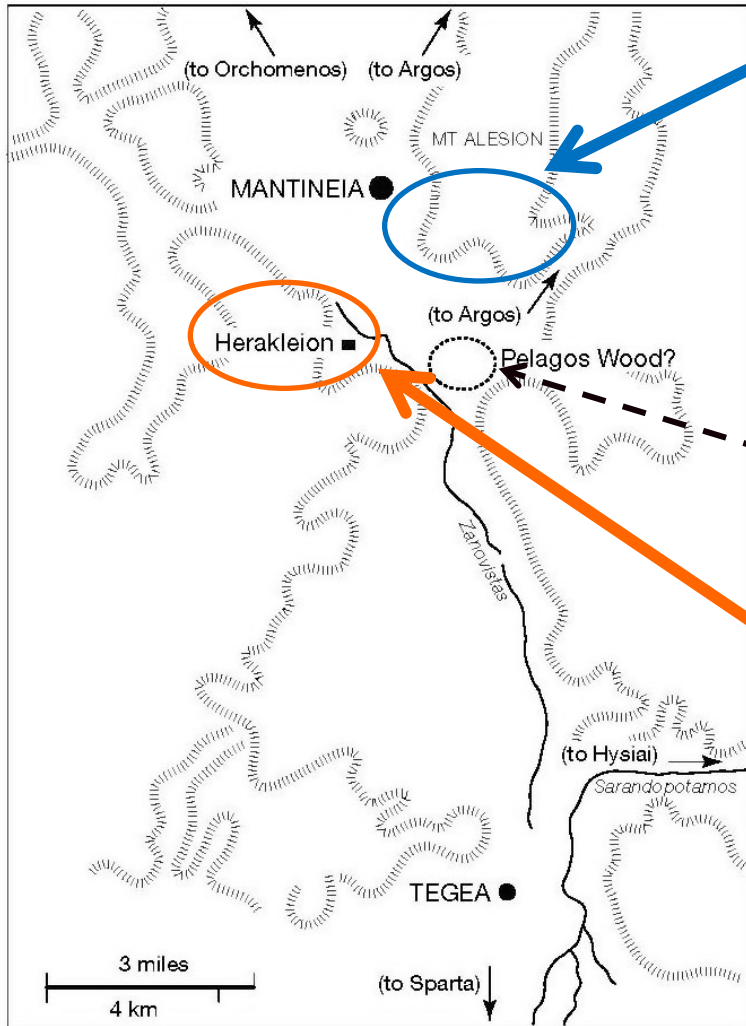 (to Orchomenos) (to Argos)
MT ALESION
MANTINEIA
(to Argos)
Herakleion
Pelagos Wood?
Zanovistas
(to Hysiai)
Sarandopotamos
TEGEA
3 miles
4 km
(to Sparta)